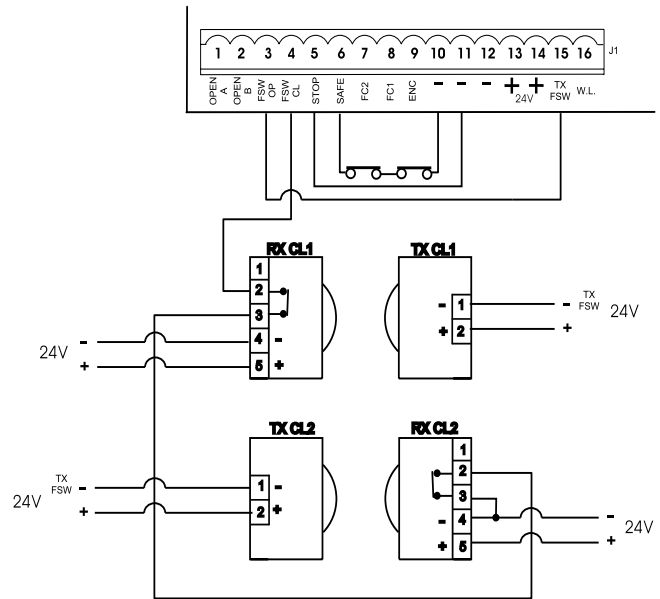 1 2 3 4 5 6 7 8 9 10 11 12 13 14 15 16 J1
OPEN A
OPEN B
FSW OP
FSW CL
STOP
SAFE
FC2
FC1
ENC
- - -
+ +
24V
TX FSW
W.L.
RX CL1
1
2
3
4 -
5 +
24V - +
TX CL1
- 1
+ 2
- TX FSW
+
24V
TX CL2
1 -
2 +
TX FSW -
24V
+
RX CL2
1
2
3
- 4
+ 5
-
24V
+